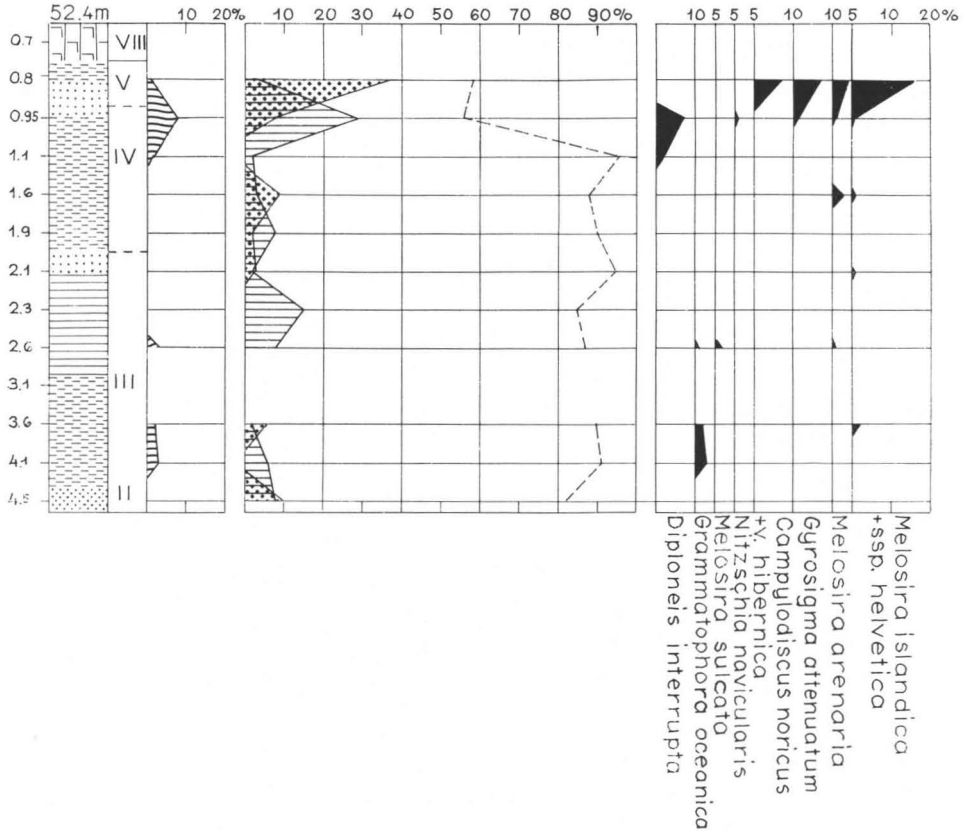 52.4m
10 20%
10 20 30 40 50 60 70 80 90%
10 5 5 5 10 10 5 5 20%
0.7
0.8
0.95
1.1
1.6
1.9
2.1
2.3
2.6
3.1
3.6
4.1
4.5
VIII
V
IV
III
II
Diploneis interrupta
Grammatophora oceanica
Melosira sulcata
Nitzschia navicularis
+v. hibernica
Campylodiscus noricus
Gyrosigma attenuatum
Melosira arenaria
+ssp. helvetica
Melosira islandica